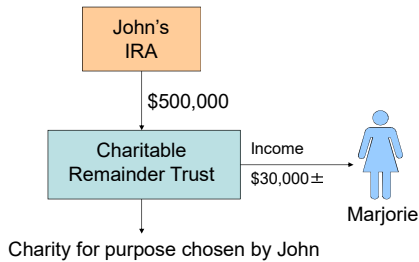 John’s
IRA
$500,000
Charitable
Remainder Trust
Income
$30,000±
Marjorie
Charity for purpose chosen by John